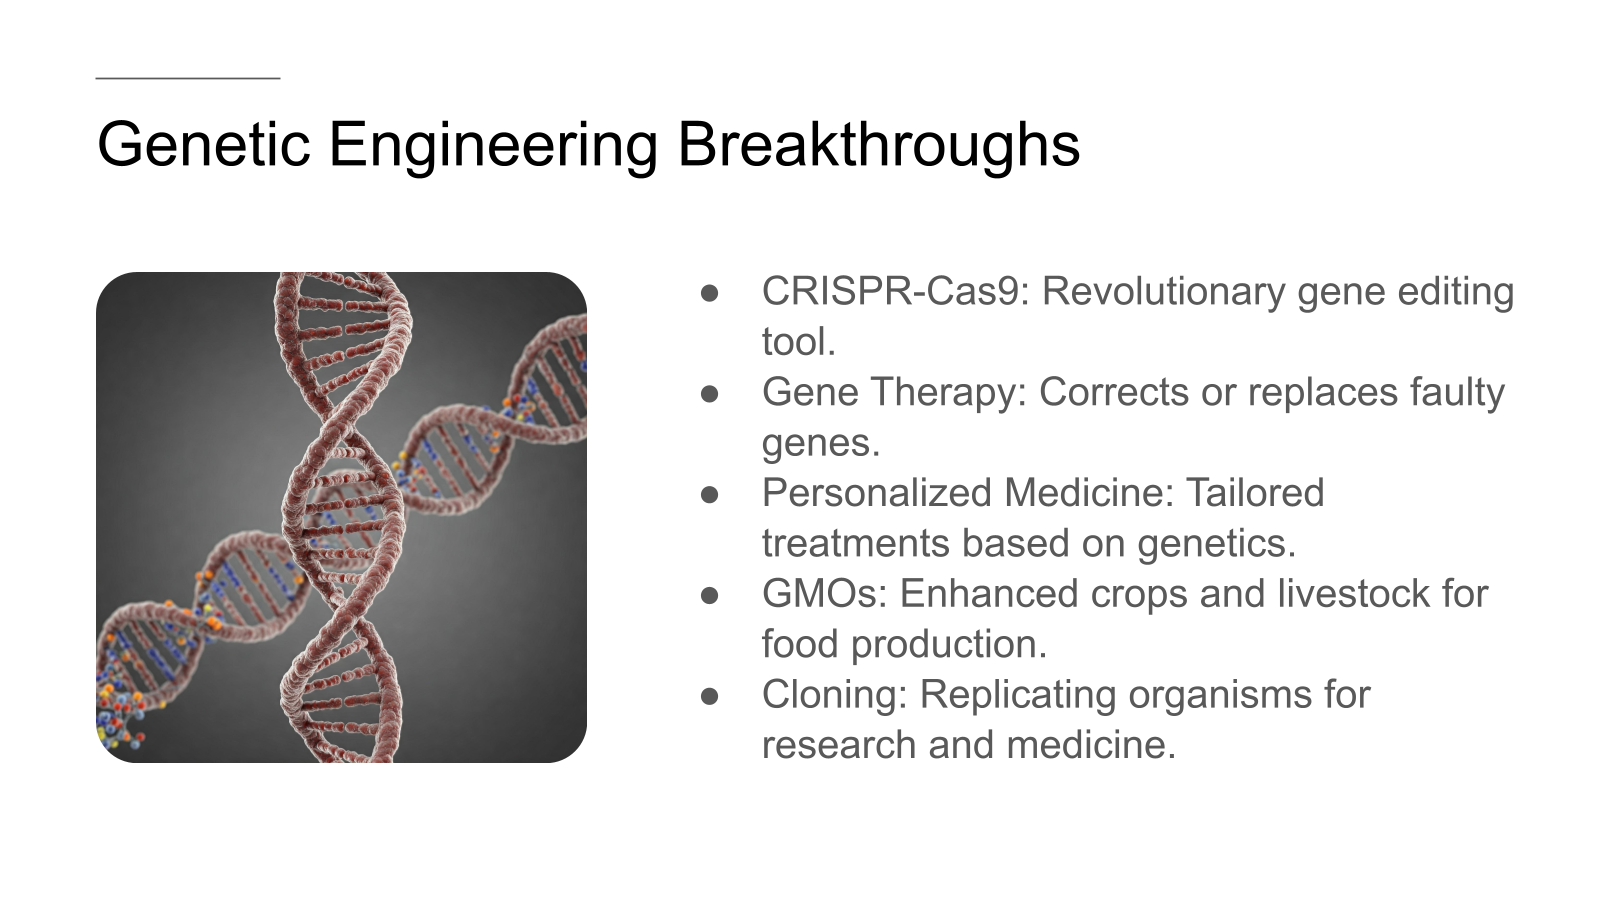 Genetic Engineering Breakthroughs
● CRISPR-Cas9: Revolutionary gene editing
tool.
● Gene Therapy: Corrects or replaces faulty
genes.
● Personalized Medicine: Tailored
treatments based on genetics.
● GMOs: Enhanced crops and livestock for
food production.
● Cloning: Replicating organisms for
research and medicine.